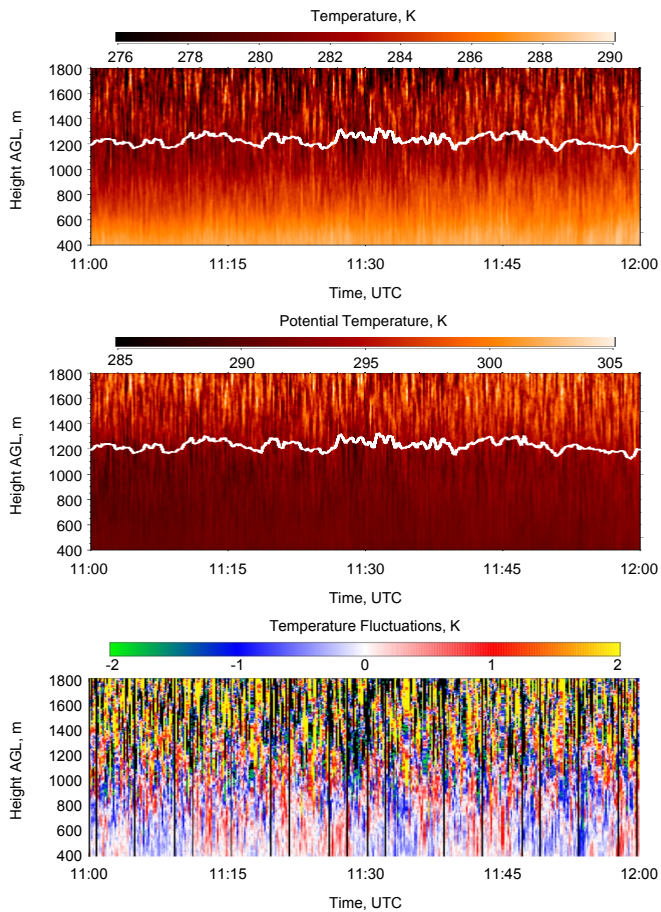 Temperature, K
276 278 280 282 284 286 288 290
1800
1600
1400
1200
1000
800
600
400
Height AGL, m
11:00 11:15 11:30 11:45 12:00
Time, UTC
Potential Temperature, K
285 290 295 300 305
1800
1600
1400
1200
1000
800
600
400
Height AGL, m
11:00 11:15 11:30 11:45 12:00
Time, UTC
Temperature Fluctuations, K
-2 -1 0 1 2
1800
1600
1400
1200
1000
800
600
400
Height AGL, m
11:00 11:15 11:30 11:45 12:00
Time, UTC